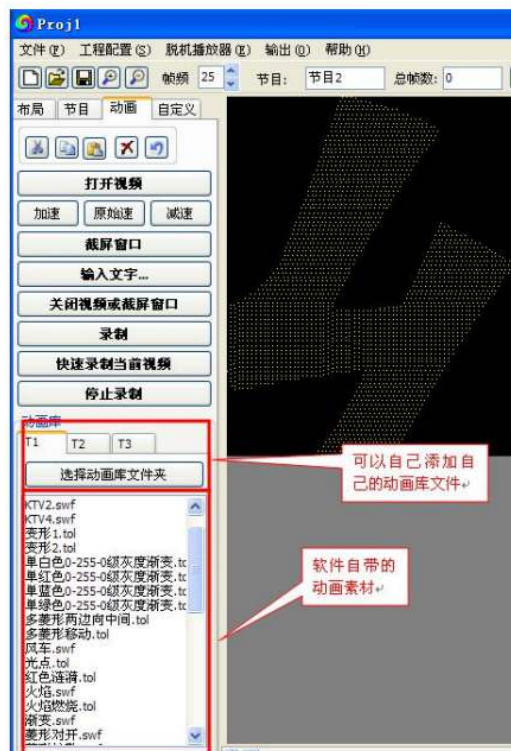 Proj1
文件(F) 工程配置(S) 脱机播放器(E) 输出(O) 帮助(H)
帧频 25 节目: 节目2 总帧数: 0
布局 节目 动画 自定义
打开视频
加速 原始速 减速
截屏窗口
输入文字...
关闭视频或截屏窗口
录制
快速录制当前视频
停止录制
动画库
T1 T2 T3
选择动画库文件夹
可以自己添加自
己的动画库文件
KTV2.swf
KTV4.swf
变形1.tol
变形2.tol
单白色0-255-0级灰度渐变.to
单红色0-255-0级灰度渐变.to
单蓝色0-255-0级灰度渐变.to
单绿色0-255-0级灰度渐变.to
软件自带的
动画素材
多菱形两边向中间.tol
多菱形移动.tol
风车.swf
光点.tol
红色涟漪.tol
火焰.swf
火焰燃烧.tol
渐变.swf
菱形对开.swf